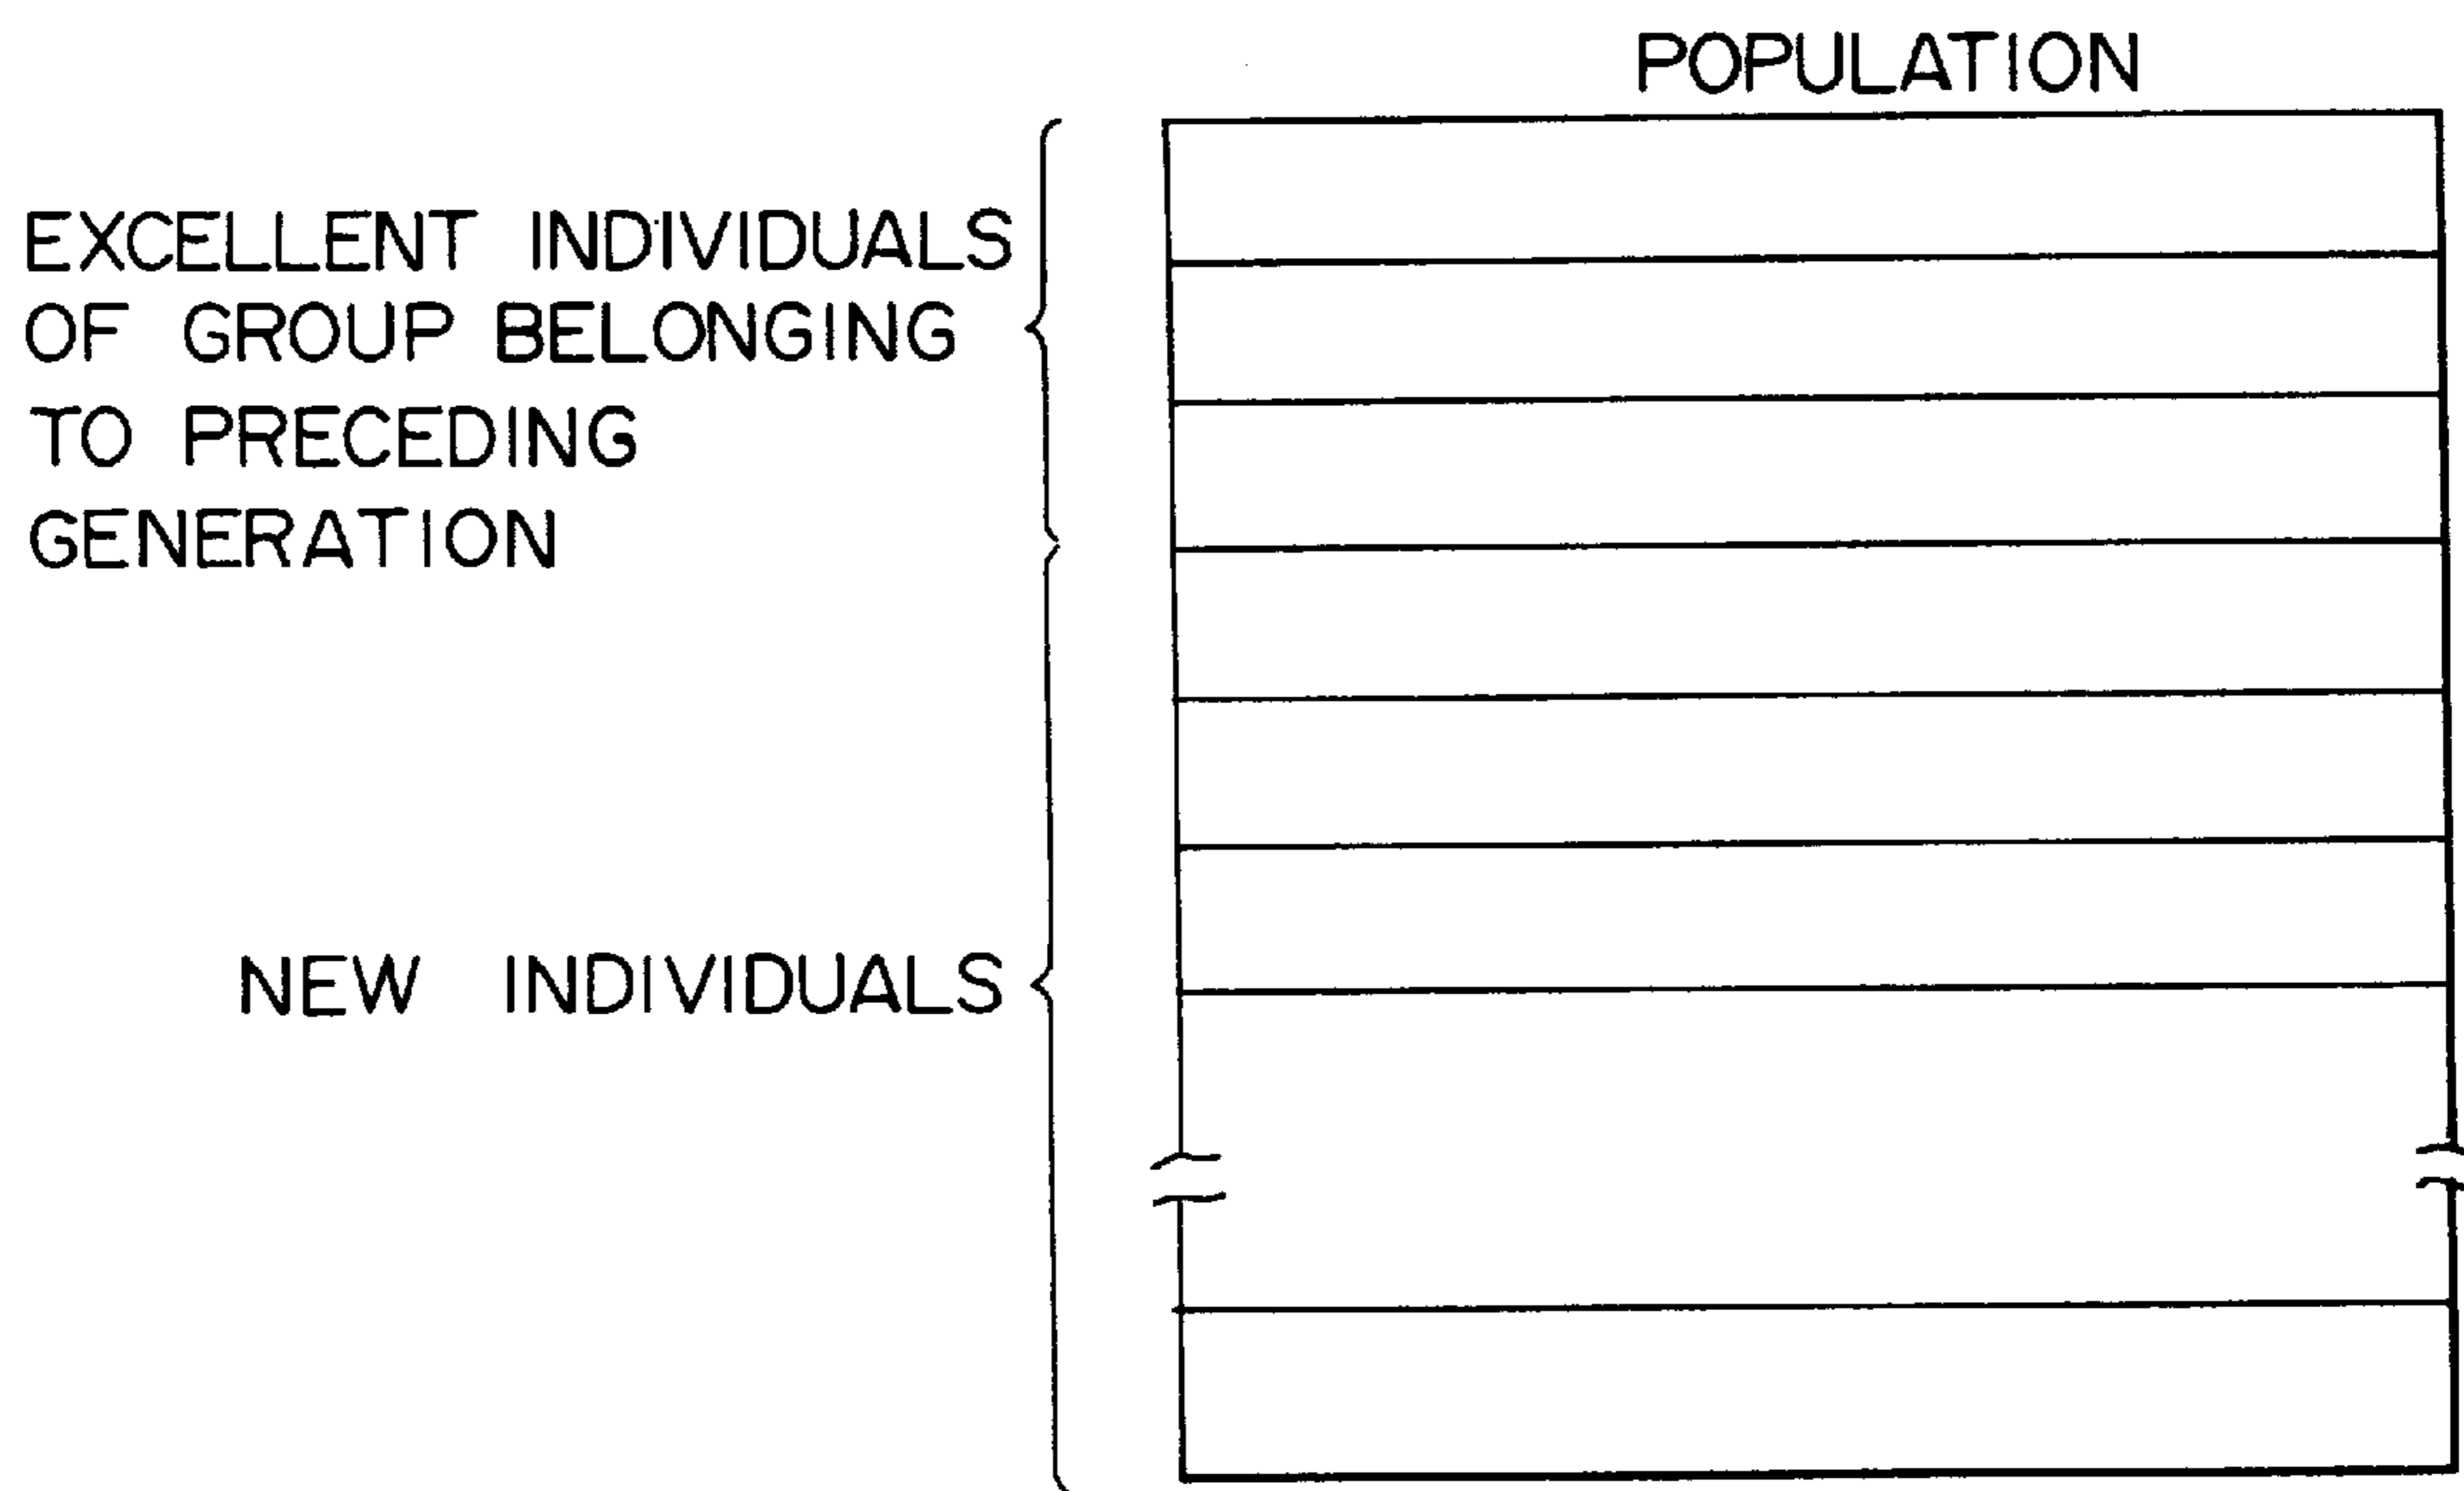 POPULATION
EXCELLENT INDIVIDUALS
OF GROUP BELONGING
TO PRECEDING
GENERATION
NEW INDIVIDUALS